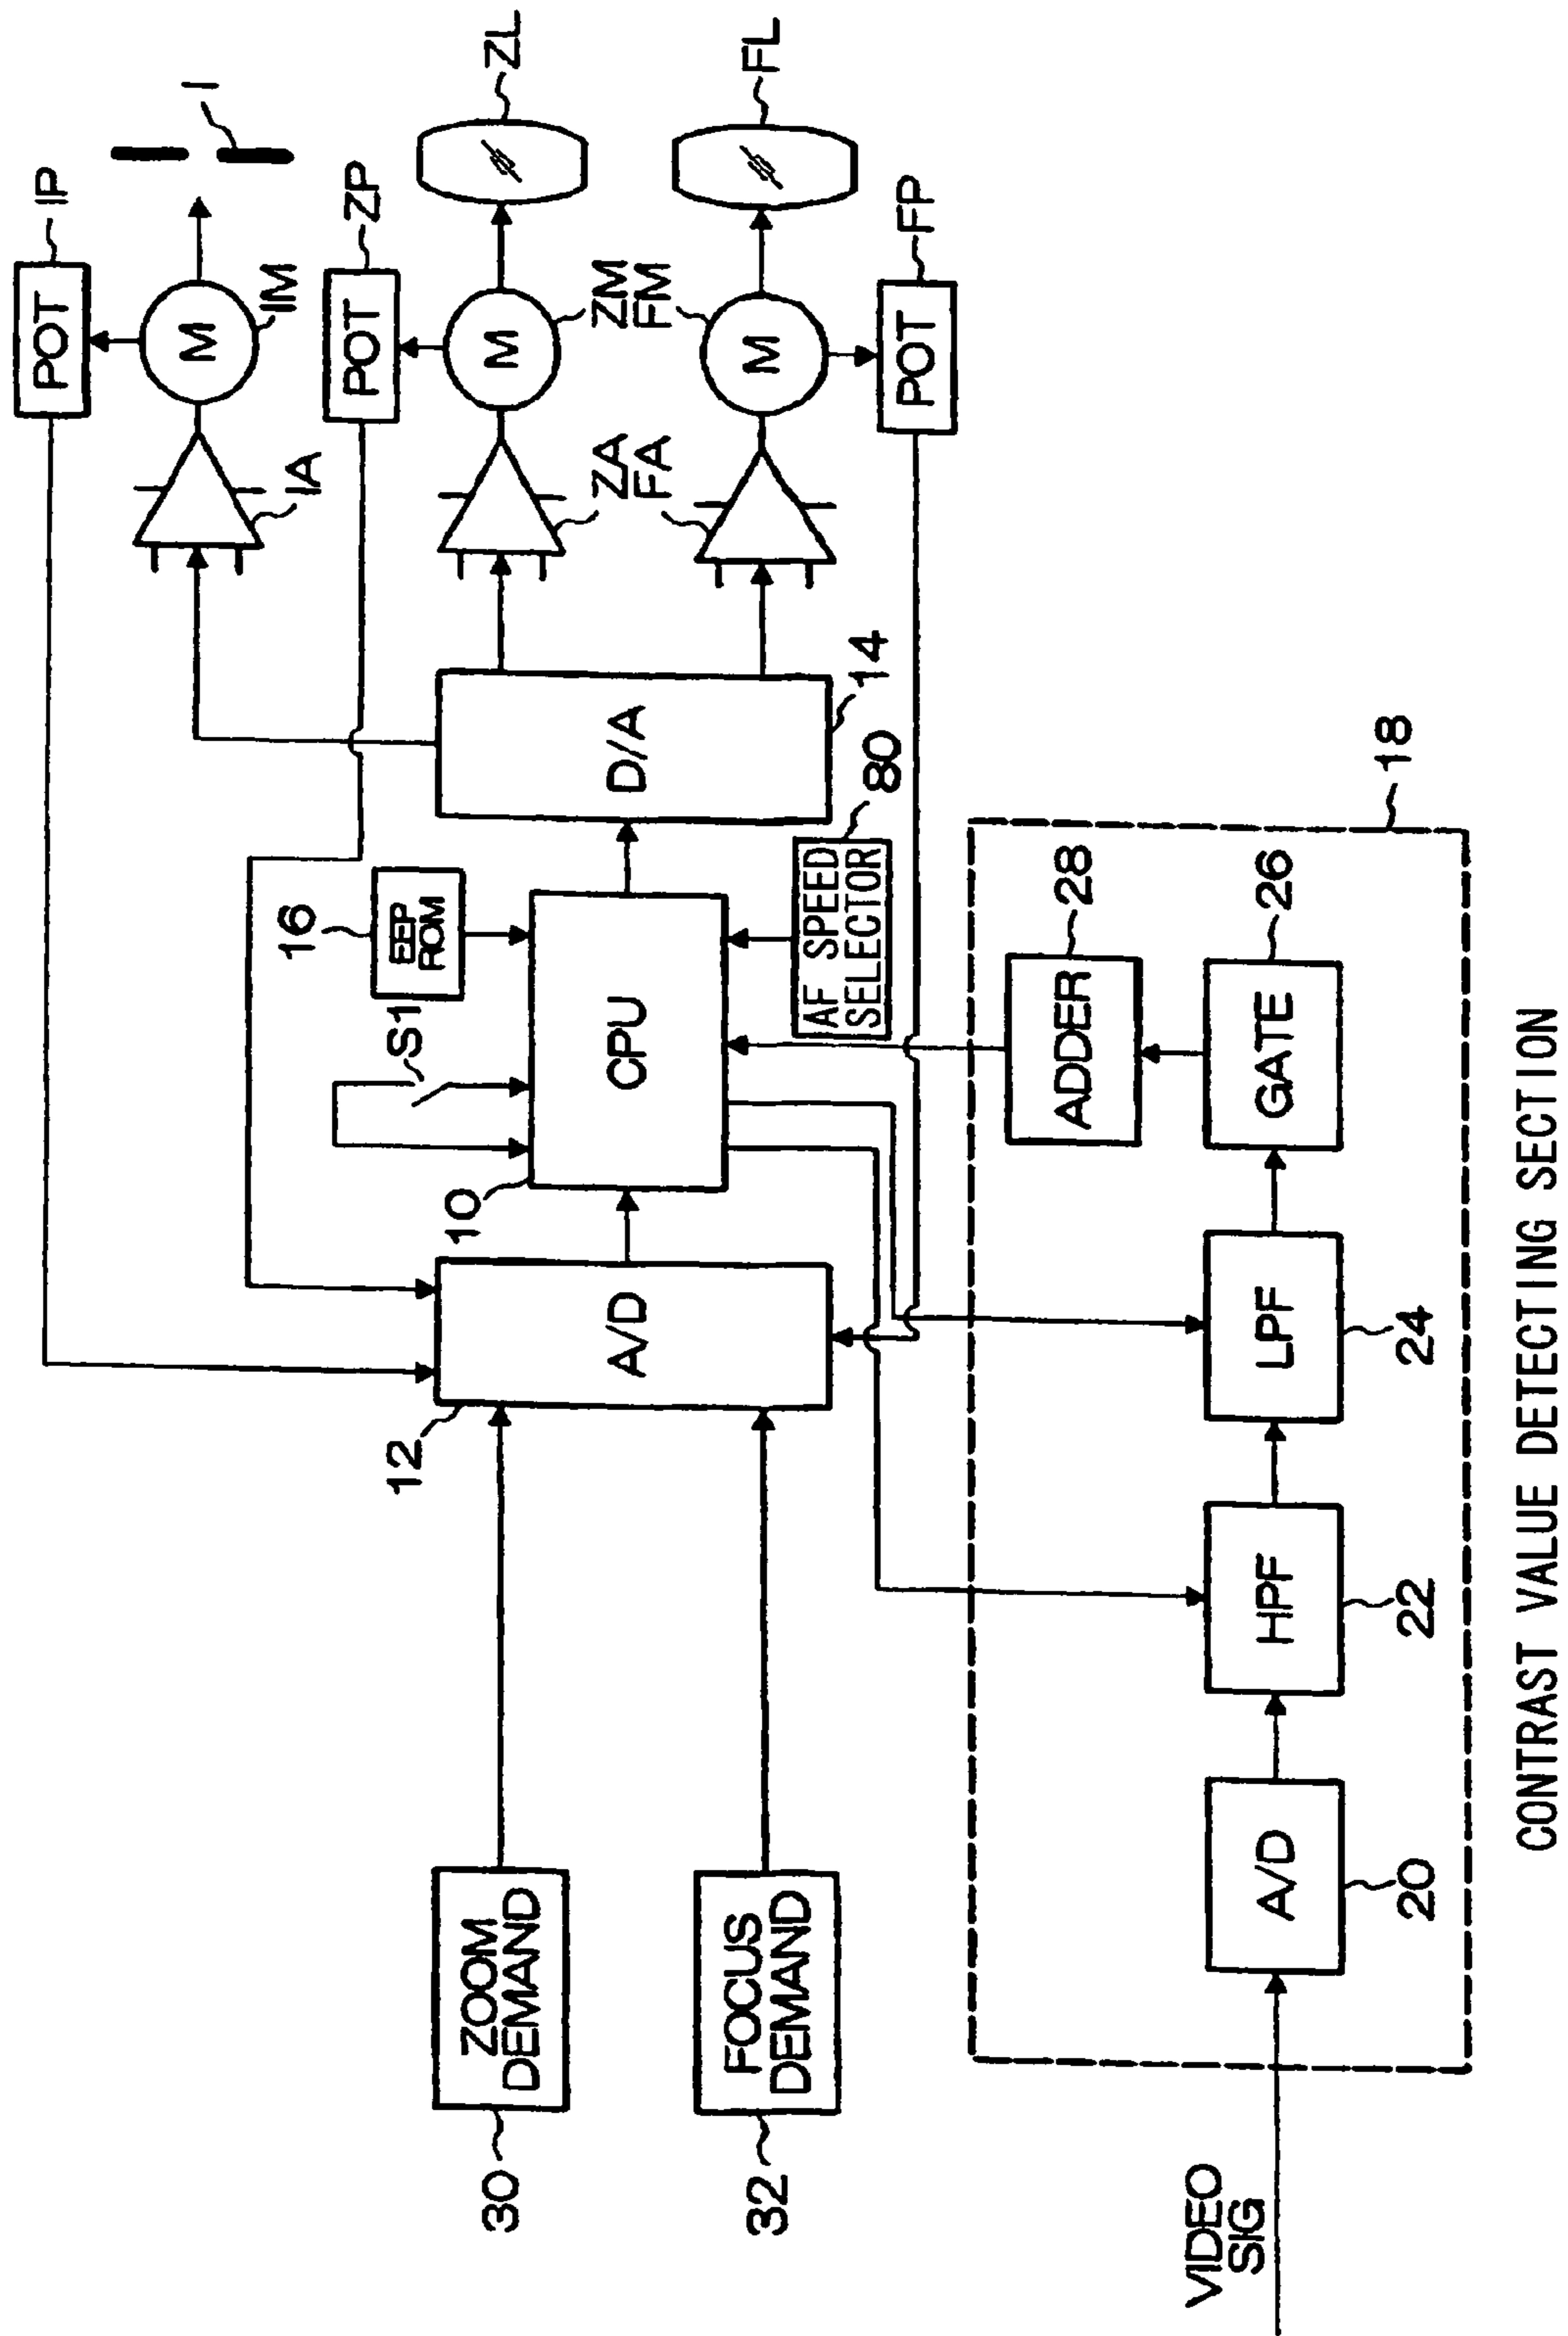 IP
POT
I
M
IM
IA
ZP
POT
ZL
M
ZM
ZA
FL
FM
FA
M
FP
POT
D/A
14
16
EEP
ROM
S1
CPU
10
AF SPEED
SELECTOR
80
A/D
12
ZOOM
DEMAND
30
FOCUS
DEMAND
32
18
ADDER
28
GATE
26
LPF
24
HPF
22
A/D
20
VIDEO
SIG
CONTRAST VALUE DETECTING SECTION